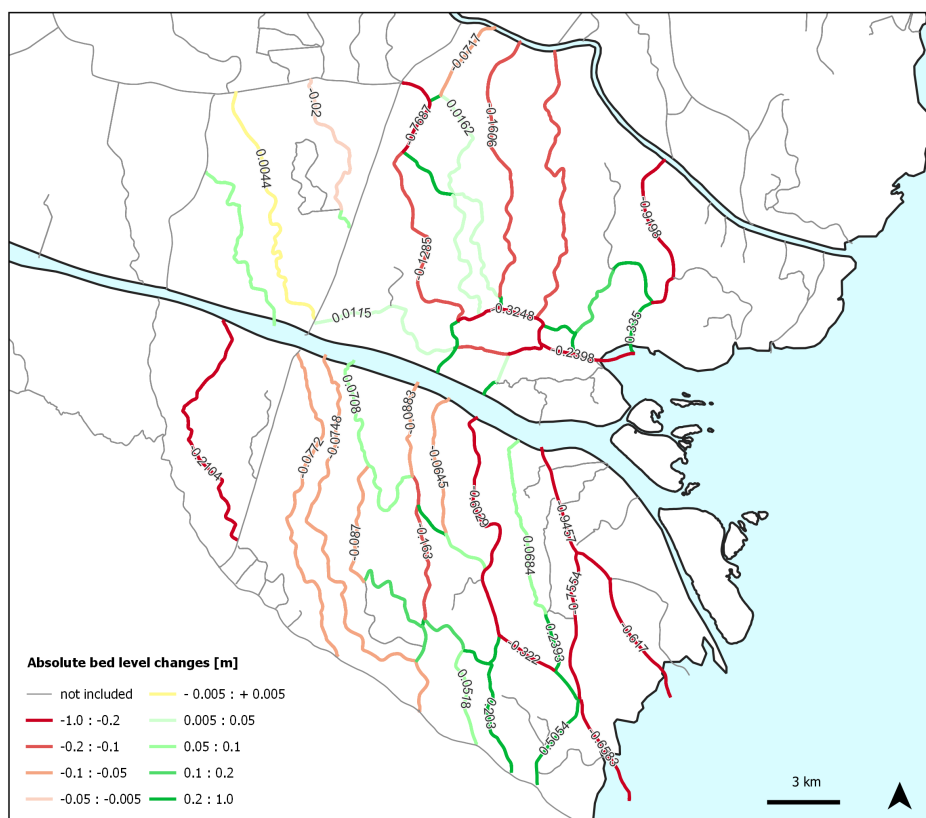 -0.0717
-0.02
0.0162
-0.7687
-0.1606
0.0044
-0.9198
-0.1285
0.0115
-0.3248
0.335
-0.2398
0.0708
-0.0883
-0.0748
-0.0772
-0.0645
-0.2104
-0.6029
-0.9457
-0.087
-0.163
0.0684
-0.7554
-0.617
0.2393
-0.322
0.0518
0.203
0.5054
-0.6583
Absolute bed level changes [m]
not included
-1.0 : -0.2
-0.2 : -0.1
-0.1 : -0.05
-0.05 : -0.005
- 0.005 : + 0.005
0.005 : 0.05
0.05 : 0.1
0.1 : 0.2
0.2 : 1.0
3 km